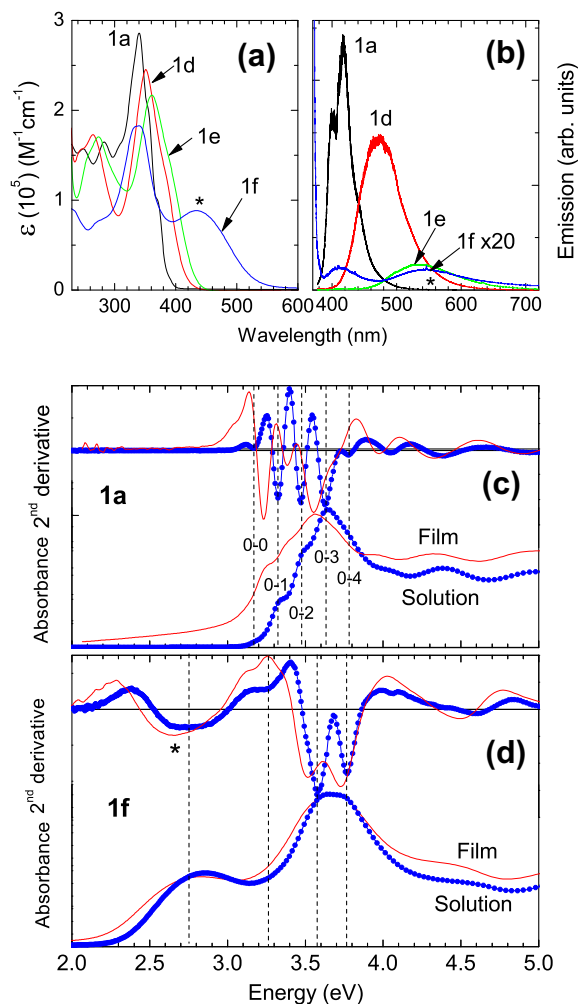 (a)
1a
1d
1e
*
1f
ε (10⁵) (M⁻¹cm⁻¹)
3
2
1
0
300 400 500 600
(b)
1a
1d
1e
1f x20
*
Emission (arb. units)
400 500 600 700
Wavelength (nm)
Absorbance 2ⁿᵈ derivative
1a
(c)
0-0
0-1
0-2
0-3
0-4
Film
Solution
Absorbance 2ⁿᵈ derivative
*
1f
(d)
Film
Solution
2.0 2.5 3.0 3.5 4.0 4.5 5.0
Energy (eV)